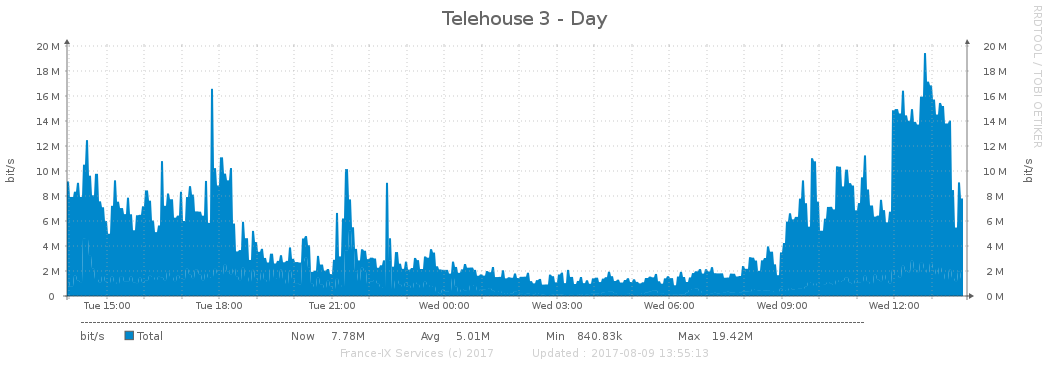 Telehouse 3 - Day
RRDTOOL / TOBI OETIKER
bit/s
bit/s
20 M 20 M
18 M 18 M
16 M 16 M
14 M 14 M
12 M 12 M
10 M 10 M
8 M 8 M
6 M 6 M
4 M 4 M
2 M 2 M
0 0 M
Tue 15:00 Tue 18:00 Tue 21:00 Wed 00:00 Wed 03:00 Wed 06:00 Wed 09:00 Wed 12:00
bit/s Total Now 7.78M Avg 5.01M Min 840.83k Max 19.42M
France-IX Services (c) 2017 Updated : 2017-08-09 13:55:13